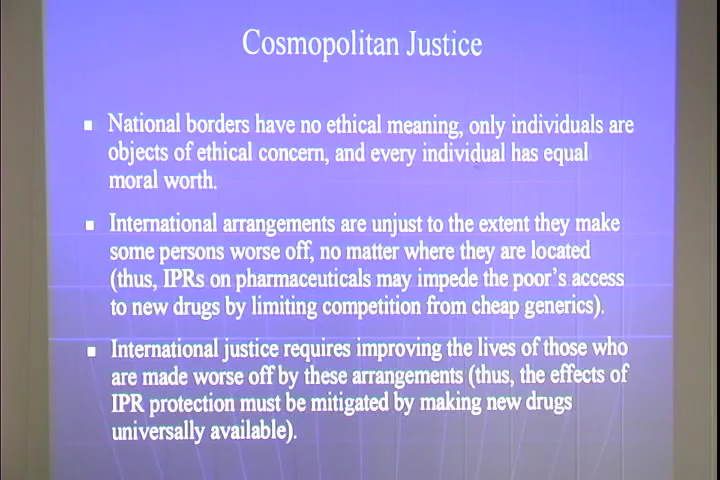 Cosmopolitan Justice
National borders have no ethical meaning, only individuals are
objects of ethical concern, and every individual has equal
moral worth.
International arrangements are unjust to the extent they make
some persons worse off, no matter where they are located
(thus, IPRs on pharmaceuticals may impede the poor's access
to new drugs by limiting competition from cheap generics).
International justice requires improving the lives of those who
are made worse off by these arrangements (thus, the effects of
IPR protection must be mitigated by making new drugs
universally available).